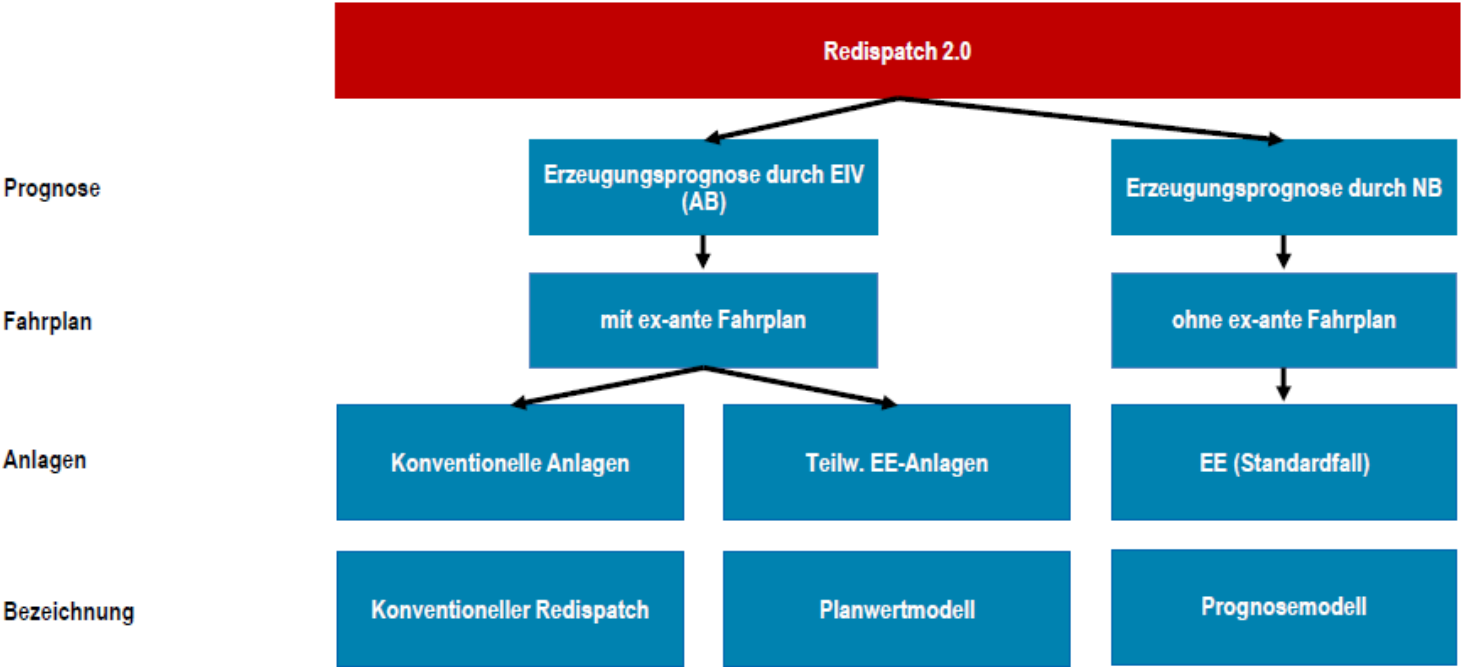 Redispatch 2.0
Prognose
Erzeugungsprognose durch EIV
(AB)
Erzeugungsprognose durch NB
Fahrplan
mit ex-ante Fahrplan
ohne ex-ante Fahrplan
Anlagen
Konventionelle Anlagen
Teilw. EE-Anlagen
EE (Standardfall)
Bezeichnung
Konventioneller Redispatch
Planwertmodell
Prognosemodell